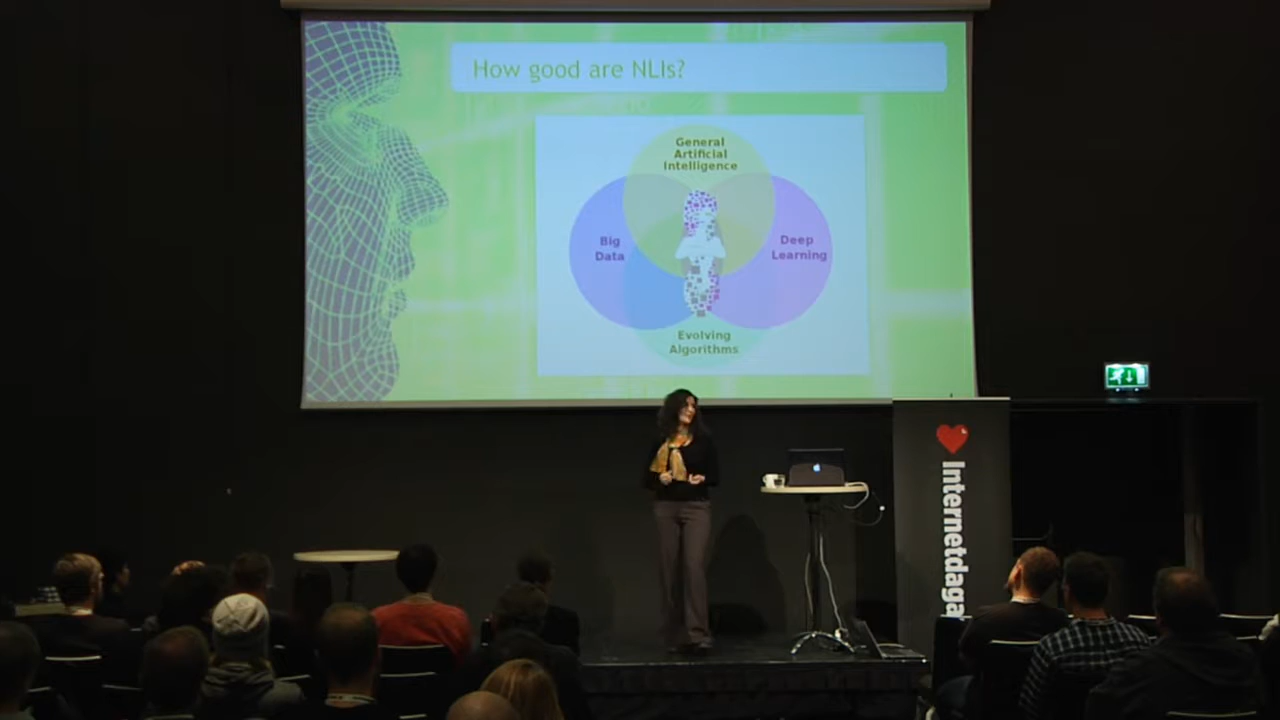 How good are NLIs?
General
Artificial
Intelligence
Big
Data
Deep
Learning
Evolving
Algorithms
Internetdaga